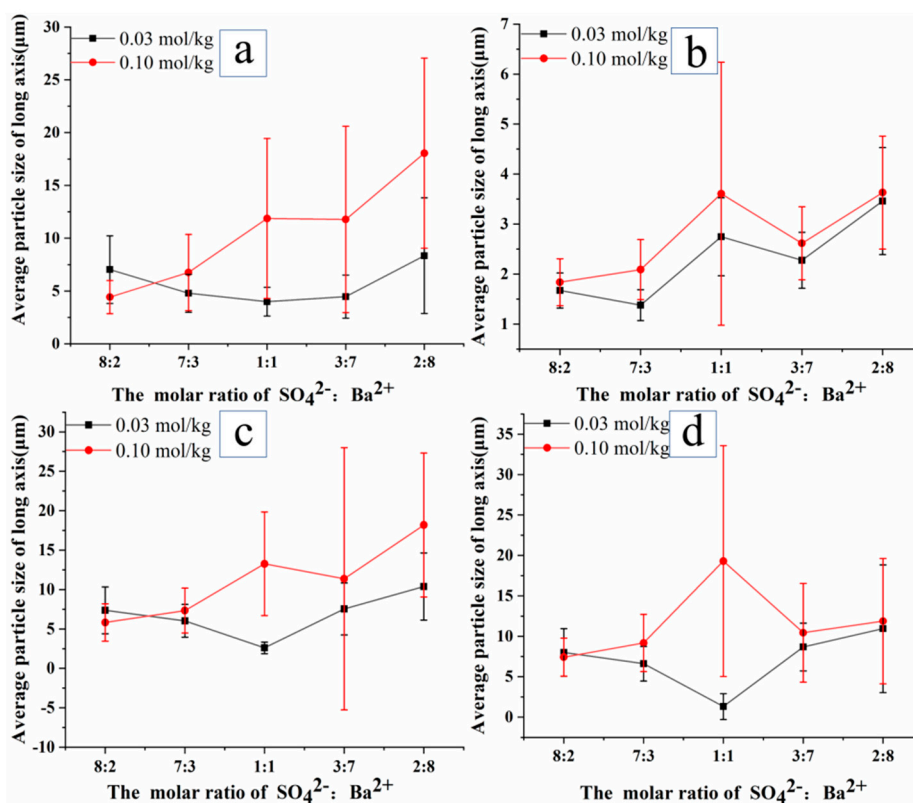 a
0.03 mol/kg
0.10 mol/kg
Average particle size of long axis(μm)
30
25
20
15
10
5
0
8:2 7:3 1:1 3:7 2:8
The molar ratio of SO₄²⁻: Ba²⁺
b
0.03 mol/kg
0.10 mol/kg
Average particle size of long axis(μm)
7
6
5
4
3
2
1
8:2 7:3 1:1 3:7 2:8
The molar ratio of SO₄²⁻: Ba²⁺
c
0.03 mol/kg
0.10 mol/kg
Average particle size of long axis(μm)
30
25
20
15
10
5
0
-5
-10
8:2 7:3 1:1 3:7 2:8
The molar ratio of SO₄²⁻: Ba²⁺
d
0.03 mol/kg
0.10 mol/kg
Average particle size of long axis(μm)
35
30
25
20
15
10
5
0
8:2 7:3 1:1 3:7 2:8
The molar ratio of SO₄²⁻: Ba²⁺